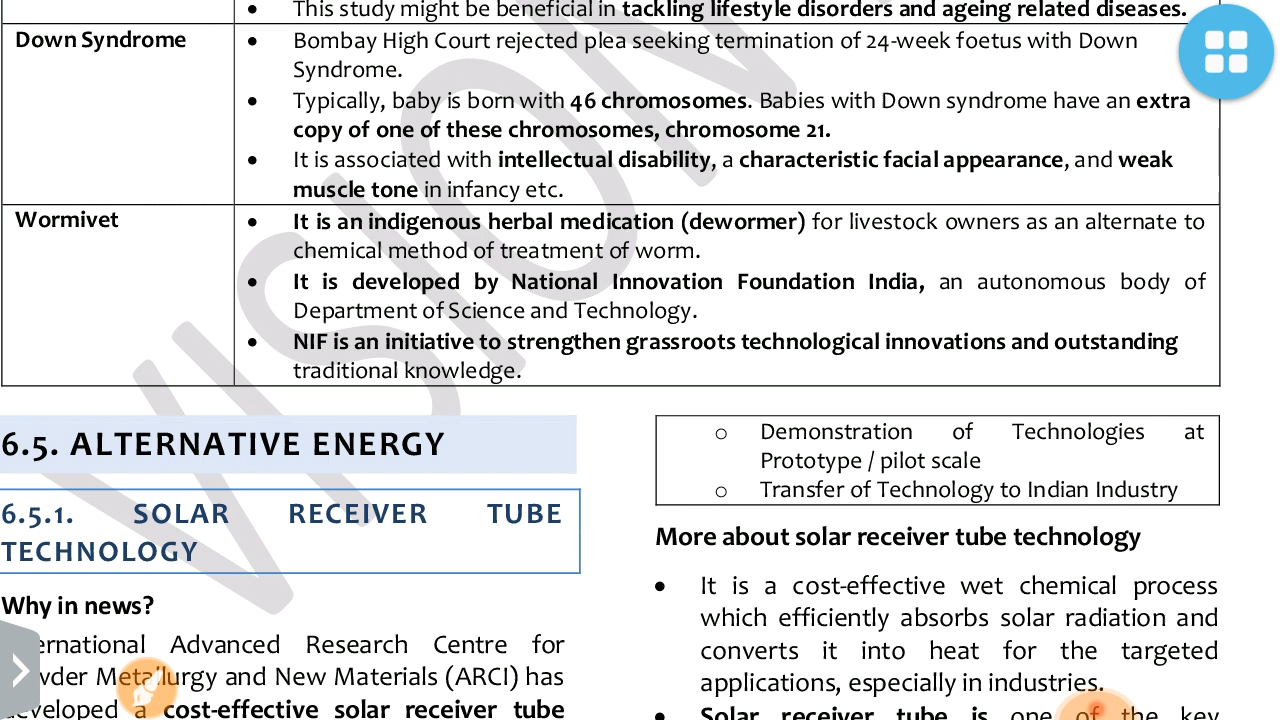 • This study might be beneficial in tackling lifestyle disorders and ageing related diseases.
Down Syndrome
• Bombay High Court rejected plea seeking termination of 24-week foetus with Down
Syndrome.
• Typically, baby is born with 46 chromosomes. Babies with Down syndrome have an extra
copy of one of these chromosomes, chromosome 21.
• It is associated with intellectual disability, a characteristic facial appearance, and weak
muscle tone in infancy etc.
Wormivet
• It is an indigenous herbal medication (dewormer) for livestock owners as an alternate to
chemical method of treatment of worm.
• It is developed by National Innovation Foundation India, an autonomous body of
Department of Science and Technology.
• NIF is an initiative to strengthen grassroots technological innovations and outstanding
traditional knowledge.
VISION
6.5. ALTERNATIVE ENERGY
6.5.1. SOLAR RECEIVER TUBE
TECHNOLOGY
Why in news?
ernational Advanced Research Centre for
wder Metallurgy and New Materials (ARCI) has
developed a cost-effective solar receiver tube
○ Demonstration of Technologies at
Prototype / pilot scale
○ Transfer of Technology to Indian Industry
More about solar receiver tube technology
• It is a cost-effective wet chemical process
which efficiently absorbs solar radiation and
converts it into heat for the targeted
applications, especially in industries.
• Solar receiver tube is one of the key